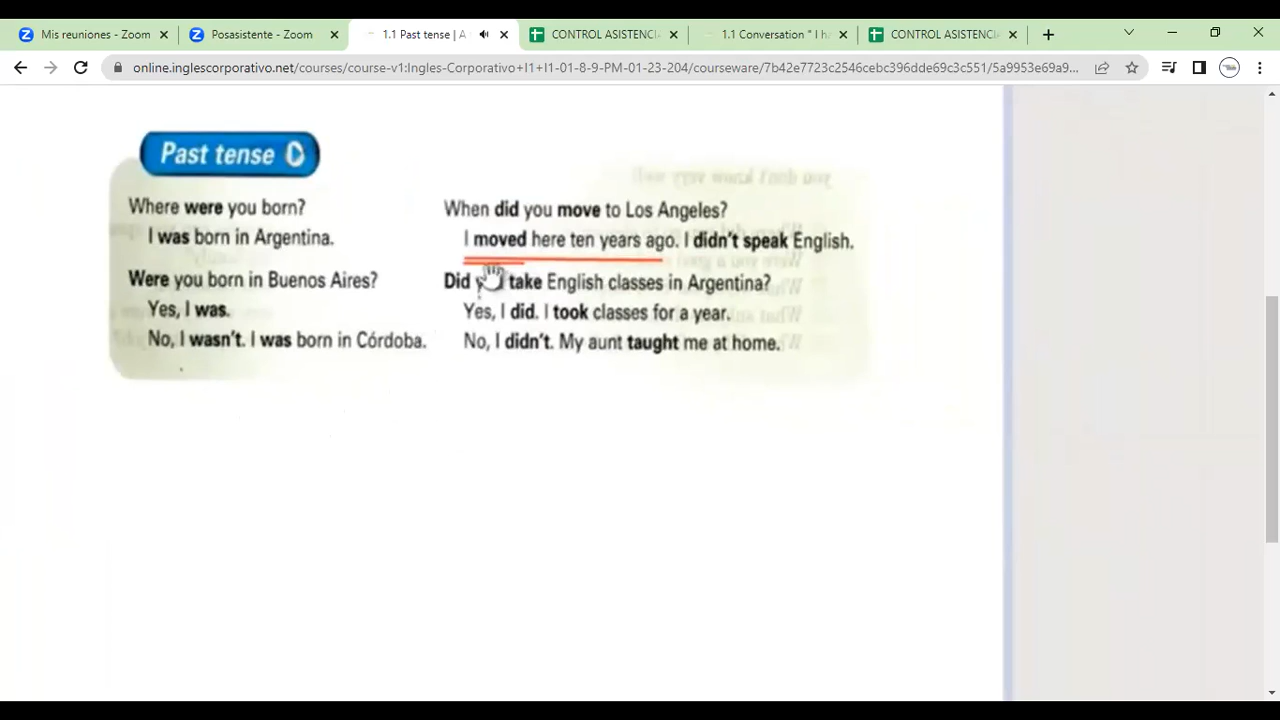 Mis reuniones - Zoom
Posasistente - Zoom
1.1 Past tense | A
CONTROL ASISTENCI
1.1 Conversation " I h
CONTROL ASISTENCI
online.inglescorporativo.net/courses/course-v1:Ingles-Corporativo+I1+I1-01-8-9-PM-01-23-204/courseware/7b42e7723c2546cebc396dde69c3c551/5a9953e69a9...
Past tense
Where were you born?
I was born in Argentina.
Were you born in Buenos Aires?
Yes, I was.
No, I wasn't. I was born in Córdoba.
When did you move to Los Angeles?
I moved here ten years ago. I didn't speak English.
Did take English classes in Argentina?
Yes, I did. I took classes for a year.
No, I didn't. My aunt taught me at home.
you don't know very well